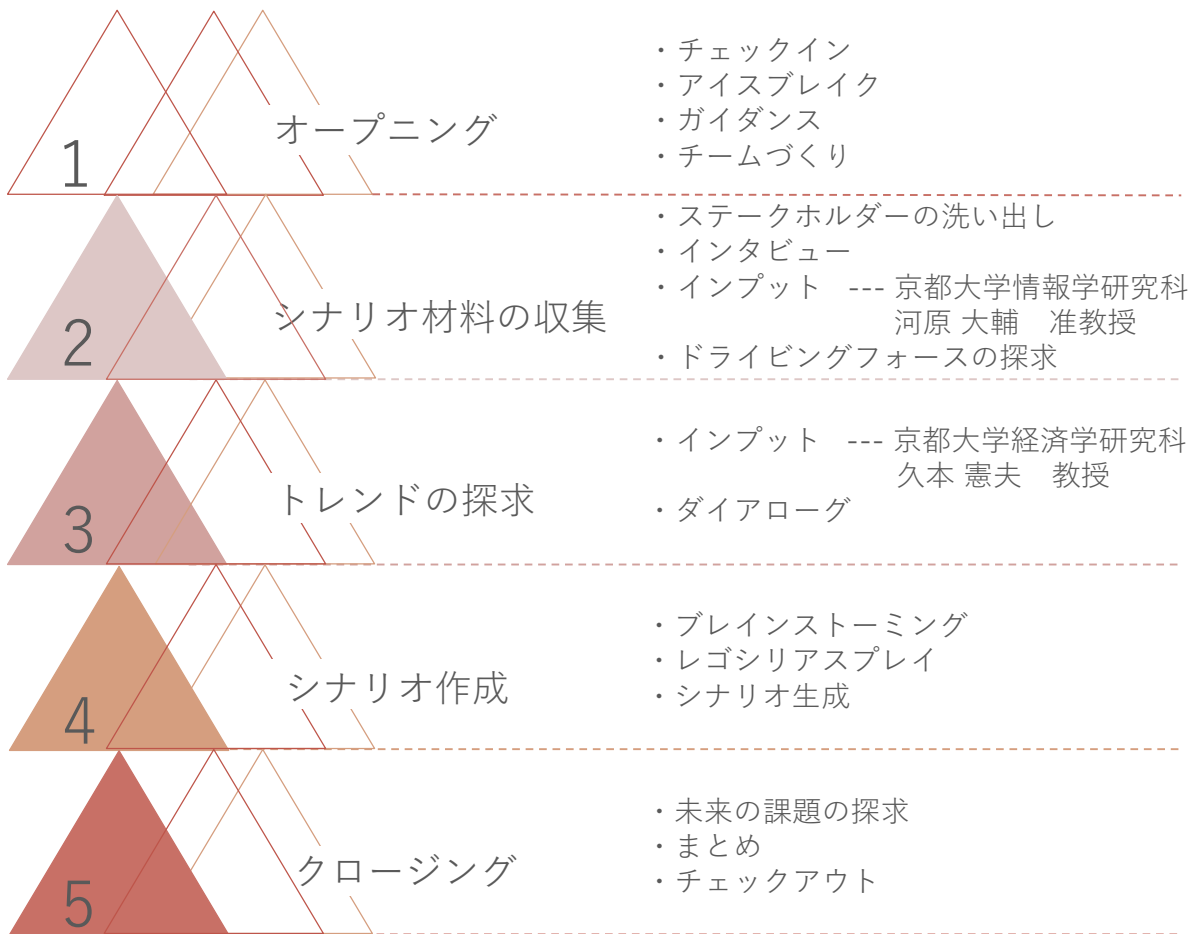 1
オープニング
・チェックイン
・アイスブレイク
・ガイダンス
・チームづくり
2
シナリオ材料の収集
・ステークホルダーの洗い出し
・インタビュー
・インプット --- 京都大学情報学研究科
河原 大輔 准教授
・ドライビングフォースの探求
3
トレンドの探求
・インプット --- 京都大学経済学研究科
久本 憲夫 教授
・ダイアローグ
4
シナリオ作成
・ブレインストーミング
・レゴシリアスプレイ
・シナリオ生成
5
クロージング
・未来の課題の探求
・まとめ
・チェックアウト